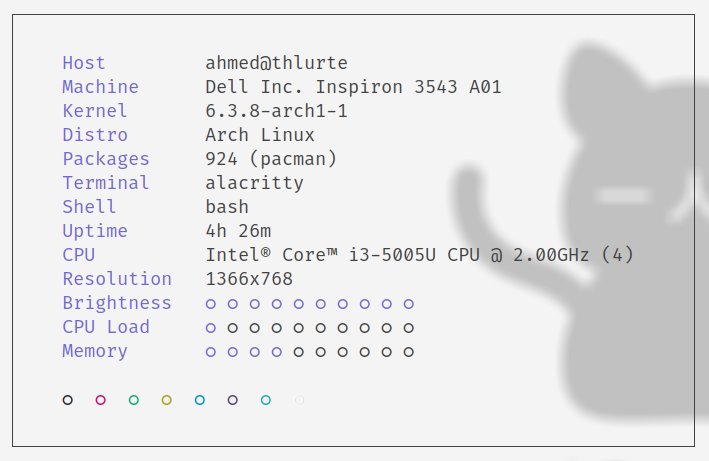 Host ahmed@thlurte
Machine Dell Inc. Inspiron 3543 A01
Kernel 6.3.8-arch1-1
Distro Arch Linux
Packages 924 (pacman)
Terminal alacritty
Shell bash
Uptime 4h 26m
CPU Intel® Core™ i3-5005U CPU @ 2.00GHz (4)
Resolution 1366x768
Brightness
CPU Load
Memory